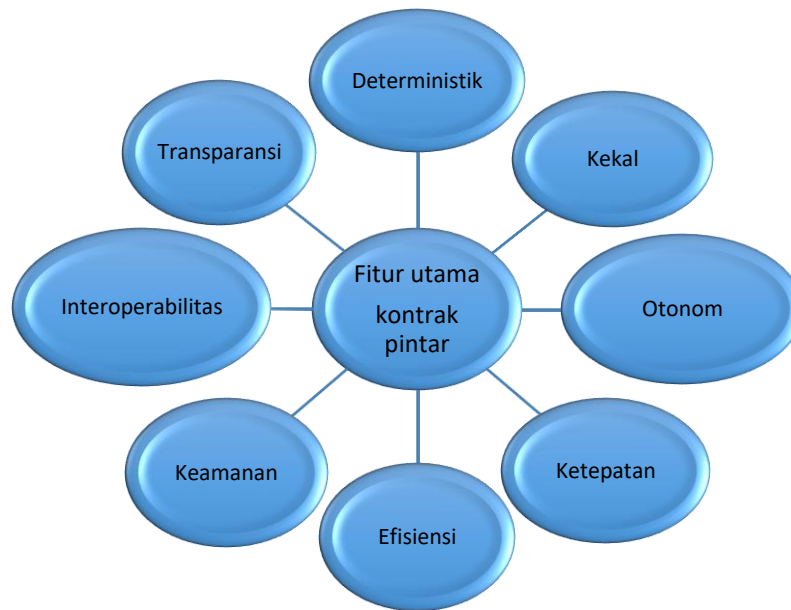 Deterministik
Transparansi
Kekal
Fitur utama
kontrak
pintar
Interoperabilitas
Otonom
Keamanan
Ketepatan
Efisiensi